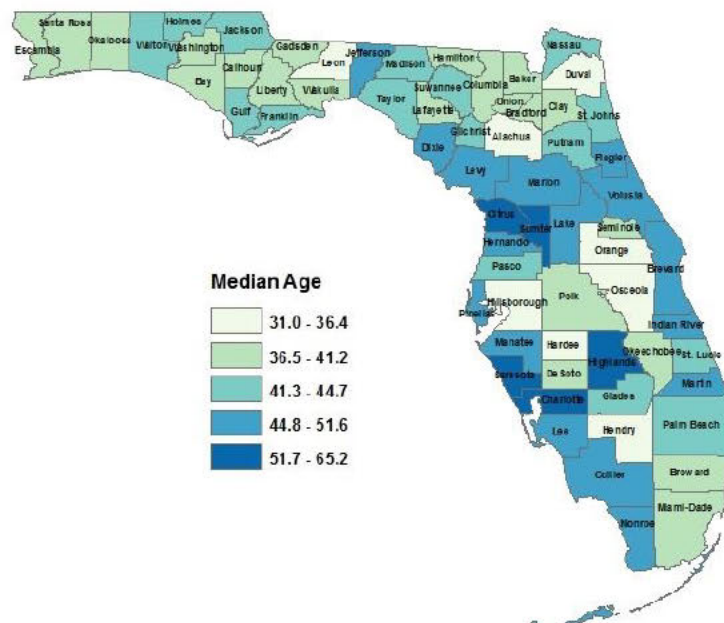 Santa Rosa
Holmes
Jackson
Escambia
Okaloosa
Walton
Washington
Gadsden
Jefferson
Leon
Madison
Hamilton
Nassau
Bay
Calhoun
Liberty
Wakulla
Taylor
Suwannee
Columbia
Baker
Duval
Gulf
Franklin
Lafayette
Union
Bradford
Clay
St. Johns
Dixie
Gilchrist
Alachua
Putnam
Flagler
Levy
Marion
Volusia
Citrus
Sumter
Lake
Seminole
Hernando
Orange
Pasco
Brevard
Osceola
Hillsborough
Polk
Pinellas
Indian River
Manatee
Hardee
Highlands
Okeechobee
St. Lucie
Sarasota
De Soto
Martin
Charlotte
Glades
Lee
Hendry
Palm Beach
Collier
Broward
Miami-Dade
Monroe
Median Age
31.0 - 36.4
36.5 - 41.2
41.3 - 44.7
44.8 - 51.6
51.7 - 65.2